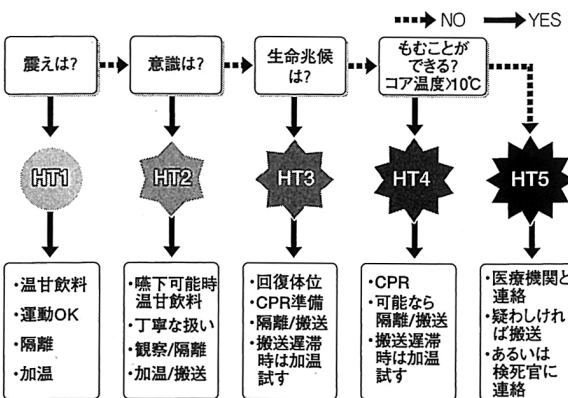 NO
YES
震えは?
意識は?
生命兆候
は?
もむことが
できる?
コア温度>10℃
HT1
HT2
HT3
HT4
HT5
・温甘飲料
・運動OK
・隔離
・加温
・嚥下可能時
温甘飲料
・丁寧な扱い
・観察/隔離
・加温/搬送
・回復体位
・CPR準備
・隔離/搬送
・搬送遅滞
時は加温
試す
・CPR
・可能なら
隔離/搬送
・搬送遅滞
時は加温
試す
・医療機関と
連絡
・疑わしけれ
ば搬送
・あるいは
検死官に
連絡